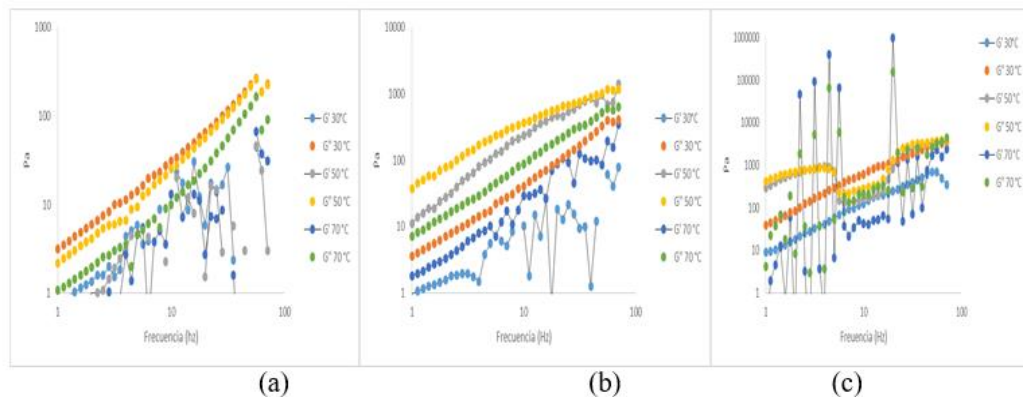 1000
100
10
1
Pa
1 10 100
Frecuencia (hz)
G' 30°C
G" 30 °C
G' 50°C
G" 50 °C
G' 70 °C
G" 70 °C
(a)
10000
1000
100
10
1
Pa
1 10 100
Frecuencia (Hz)
G' 30°C
G" 30 °C
G' 50°C
G" 50 °C
G' 70 °C
G" 70 °C
(b)
1000000
100000
10000
1000
100
10
1
Pa
1 10 100
Freuencia (Hz)
G' 30°C
G" 30 °C
G' 50 °C
G" 50 °C
G' 70 °C
G" 70 °C
(c)